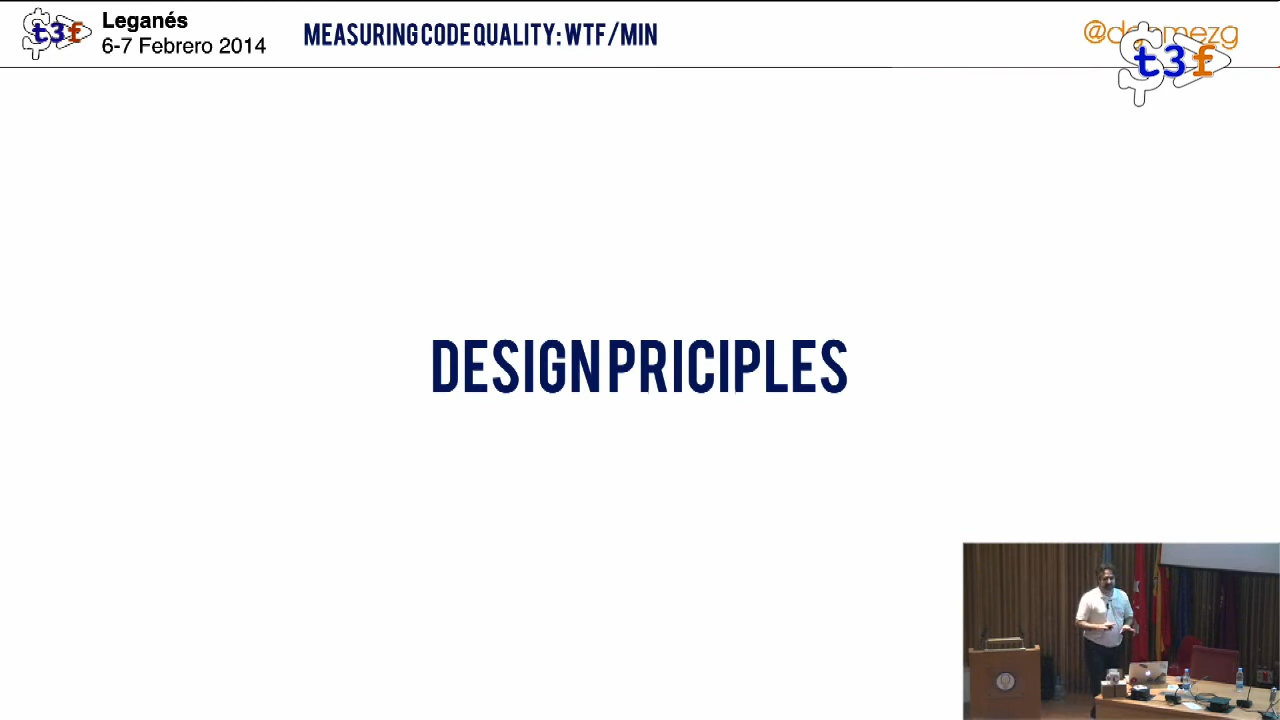 t3f
Leganés
6-7 Febrero 2014
MEASURING CODE QUALITY: WTF/MIN
t3f
DESIGN PRICIPLES